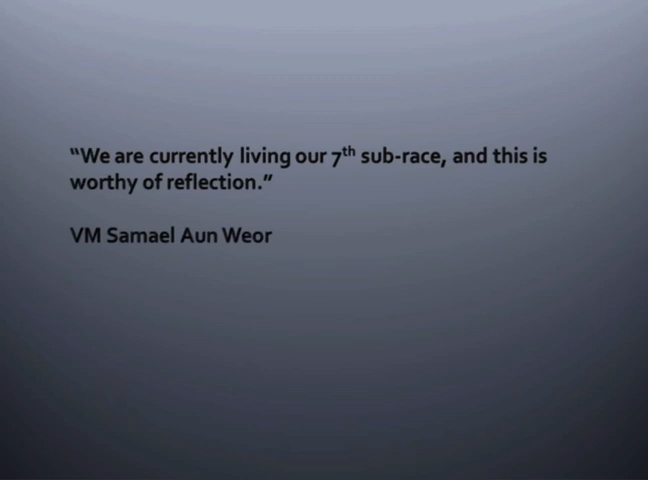 “We are currently living our 7th sub-race, and this is
worthy of reflection.”
VM Samael Aun Weor